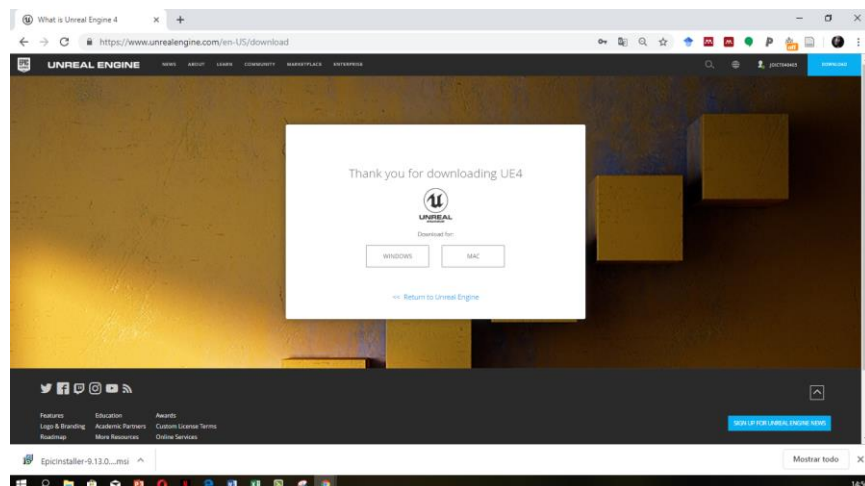 What is Unreal Engine 4
https://www.unrealengine.com/en-US/download
UNREAL ENGINE NEWS ABOUT LEARN COMMUNITY MARKETPLACE ENTERPRISE DOWNLOAD
Thank you for downloading UE4
UNREAL
Download for:
WINDOWS MAC
<< Return to Unreal Engine
Features Education Awards
Logo & Branding Academic Partners Custom License Terms
Roadmap More Resources Online Services
SIGN UP FOR UNREAL ENGINE NEWS
EpicInstaller-9.13.0....msi
Mostrar todo